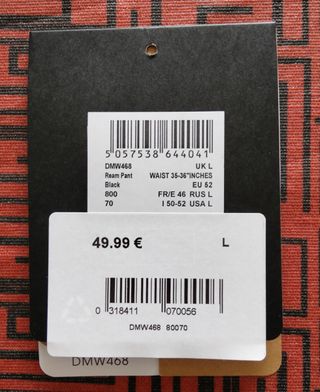 5 057538 644041
DMW468 UK L
Ream Pant WAIST 35-36"INCHES
Black EU 52
800 FR/E 46 RUS L
70 I 50-52 USA L
49.99 € L
0 318411 070056
DMW468 80070
DMW468